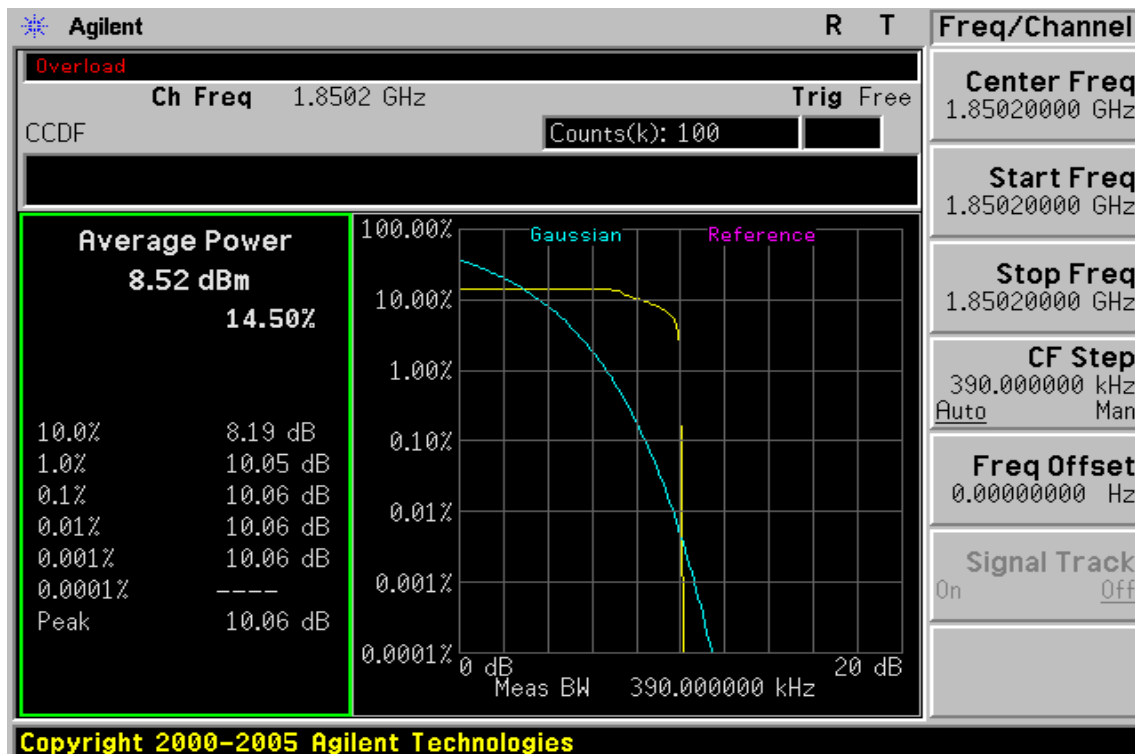 Agilent R T Freq/Channel
Overload
Ch Freq 1.8502 GHz Trig Free
CCDF Counts(k): 100
Center Freq
1.85020000 GHz
Start Freq
1.85020000 GHz
Stop Freq
1.85020000 GHz
CF Step
390.000000 kHz
Auto Man
Freq Offset
0.00000000 Hz
Signal Track
On Off
Average Power
8.52 dBm
14.50%
10.0% 8.19 dB
1.0% 10.05 dB
0.1% 10.06 dB
0.01% 10.06 dB
0.001% 10.06 dB
0.0001% ----
Peak 10.06 dB
Gaussian Reference
100.00%
10.00%
1.00%
0.10%
0.01%
0.001%
0.0001%
0 dB 20 dB
Meas BW 390.000000 kHz
Copyright 2000-2005 Agilent Technologies